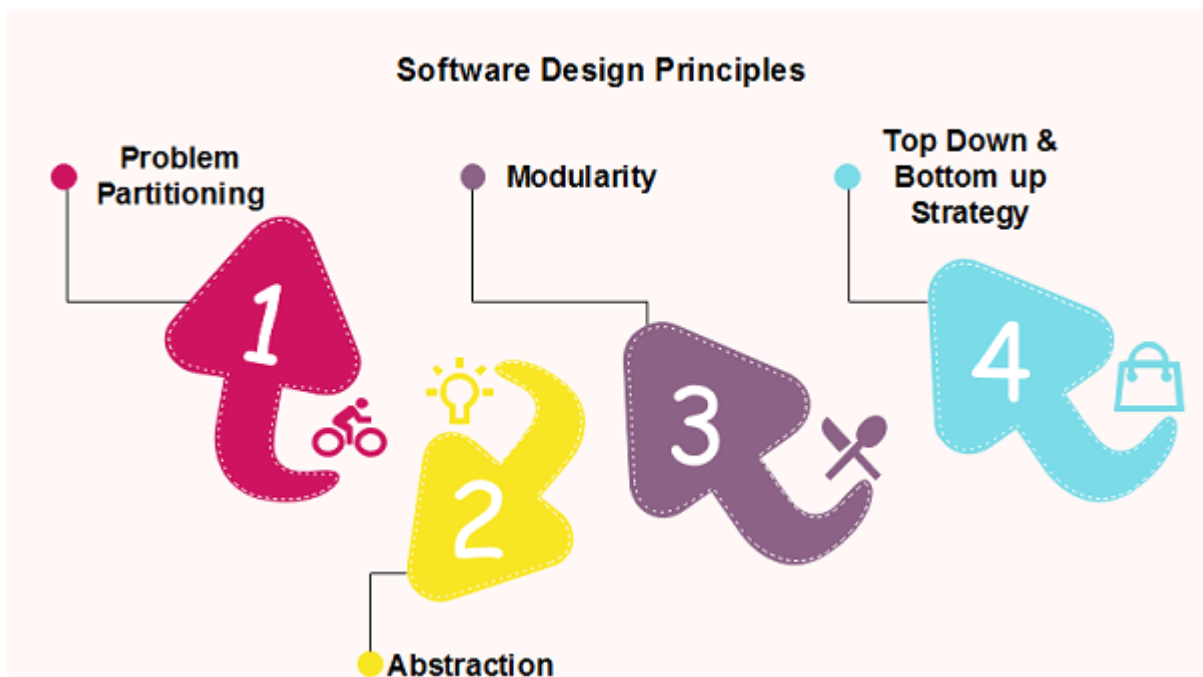 Software Design Principles
Problem
Partitioning
1
2
Abstraction
Modularity
3
Top Down &
Bottom up
Strategy
4